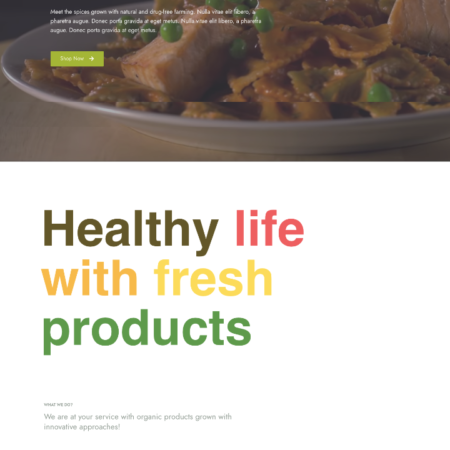 Meet the spices grown with natural and drug-free farming. Nulla vitae elit libero, a
pharetra augue. Donec porta gravida at eget metus. Nulla vitae elit libero, a pharetra
augue. Donec porta gravida at eget metus.
Shop Now →
Healthy life
with fresh
products
WHAT WE DO?
We are at your service with organic products grown with
innovative approaches!